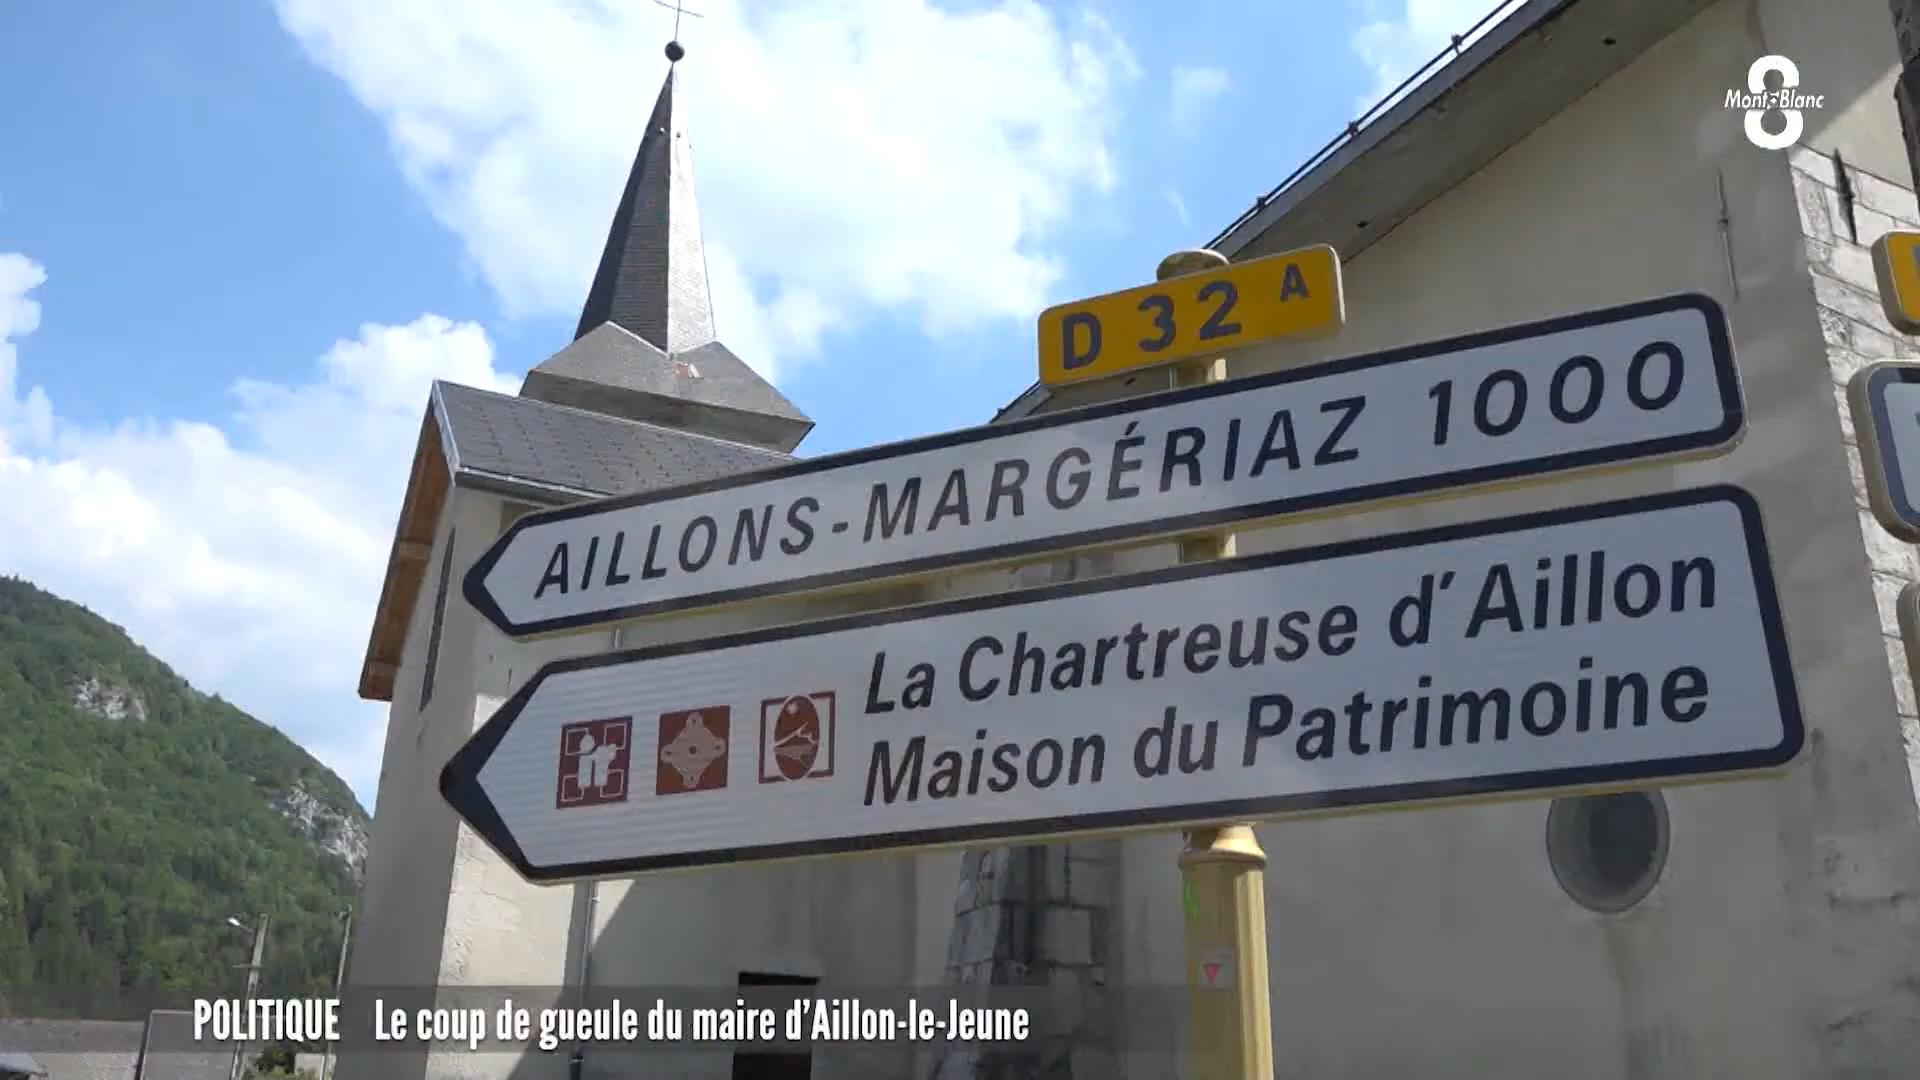 8
Mont-Blanc
D 32 A
AILLONS-MARGÉRIAZ 1000
La Chartreuse d'Aillon
Maison du Patrimoine
POLITIQUE Le coup de gueule du maire d'Aillon-le-Jeune